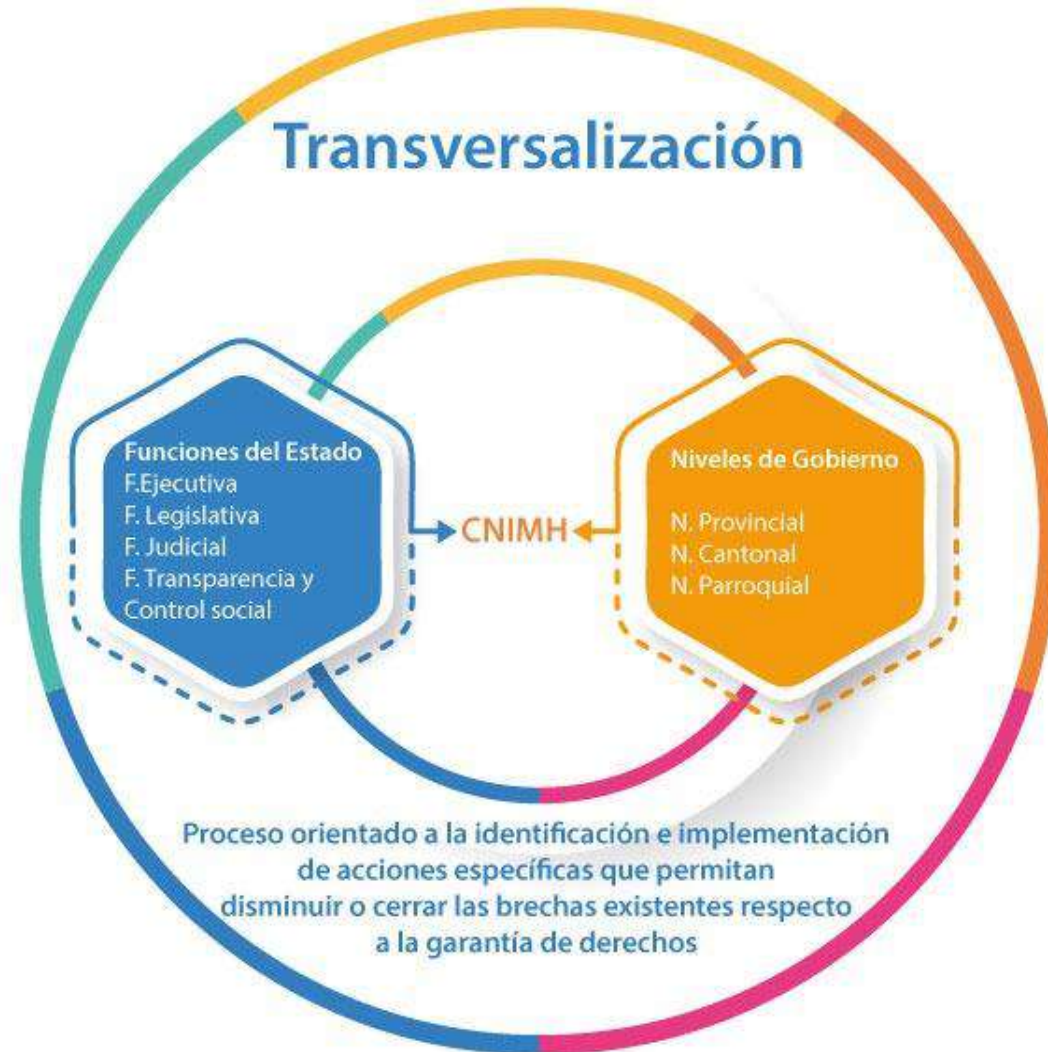 Transversalización
Funciones del Estado
F.Ejecutiva
F. Legislativa
F. Judicial
F. Transparencia y
Control social
CNIMH
Niveles de Gobierno
N. Provincial
N. Cantonal
N. Parroquial
Proceso orientado a la identificación e implementación
de acciones específicas que permitan
disminuir o cerrar las brechas existentes respecto
a la garantía de derechos